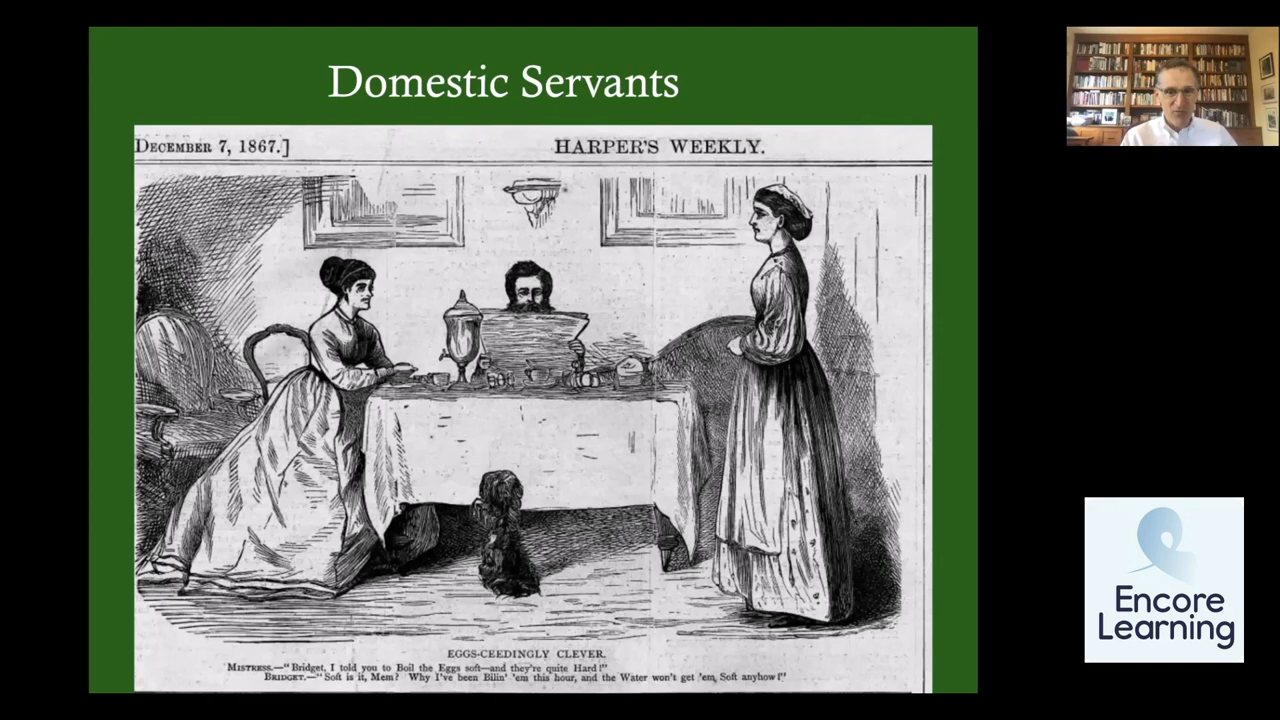 Domestic Servants
DECEMBER 7, 1867.]
HARPER'S WEEKLY.
EGGS-CEEDINGLY CLEVER.
MISTRESS.—"Bridget, I told you to Boil the Eggs soft—and they're quite Hard!"
BRIDGET.—"Soft is it, Mem? Why I've been Bilin' 'em this hour, and the Water won't get 'em, Soft anyhow!"
Encore
Learning